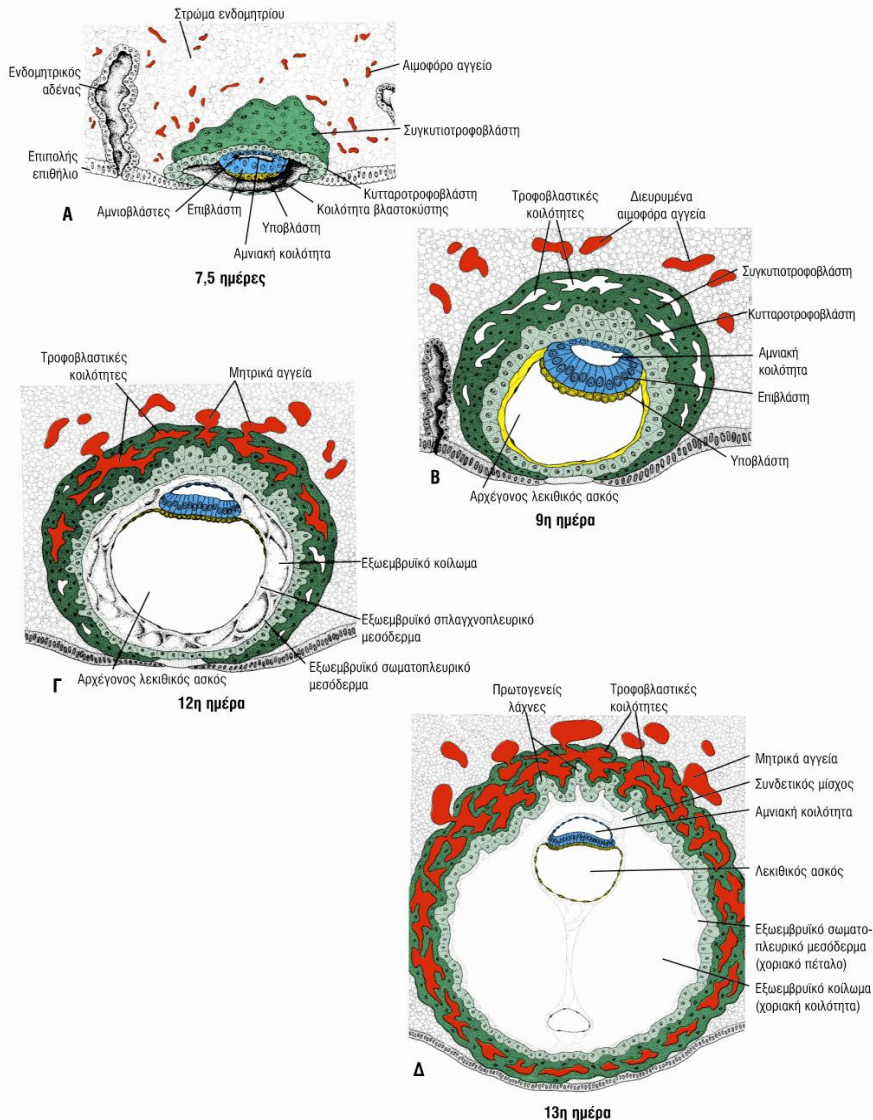 Στρώμα ενδομητρίου
Ενδομητρικός
αδένας
Αιμοφόρο αγγείο
Συγκυτιοτροφοβλάστη
Επιπολής
επιθήλιο
Κυτταροτροφοβλάστη
Αμνιοβλάστες
Επιβλάστη
Κοιλότητα βλαστοκύστης
Υποβλάστη
Αμνιακή κοιλότητα
Α
7,5 ημέρες
Τροφοβλαστικές
κοιλότητες
Διευρυμένα
αιμοφόρα αγγεία
Συγκυτιοτροφοβλάστη
Κυτταροτροφοβλάστη
Αμνιακή
κοιλότητα
Επιβλάστη
Υποβλάστη
Αρχέγονος λεκιθικός ασκός
Β
9η ημέρα
Τροφοβλαστικές
κοιλότητες
Μητρικά αγγεία
Εξωεμβρυϊκό κοίλωμα
Εξωεμβρυϊκό σπλαγχνοπλευρικό
μεσόδερμα
Εξωεμβρυϊκό σωματοπλευρικό
μεσόδερμα
Αρχέγονος λεκιθικός ασκός
Γ
12η ημέρα
Πρωτογενείς
λάχνες
Τροφοβλαστικές
κοιλότητες
Μητρικά αγγεία
Συνδετικός μίσχος
Αμνιακή κοιλότητα
Λεκιθικός ασκός
Εξωεμβρυϊκό σωματο-
πλευρικό μεσόδερμα
(χοριακό πέταλο)
Εξωεμβρυϊκό κοίλωμα
(χοριακή κοιλότητα)
Δ
13η ημέρα